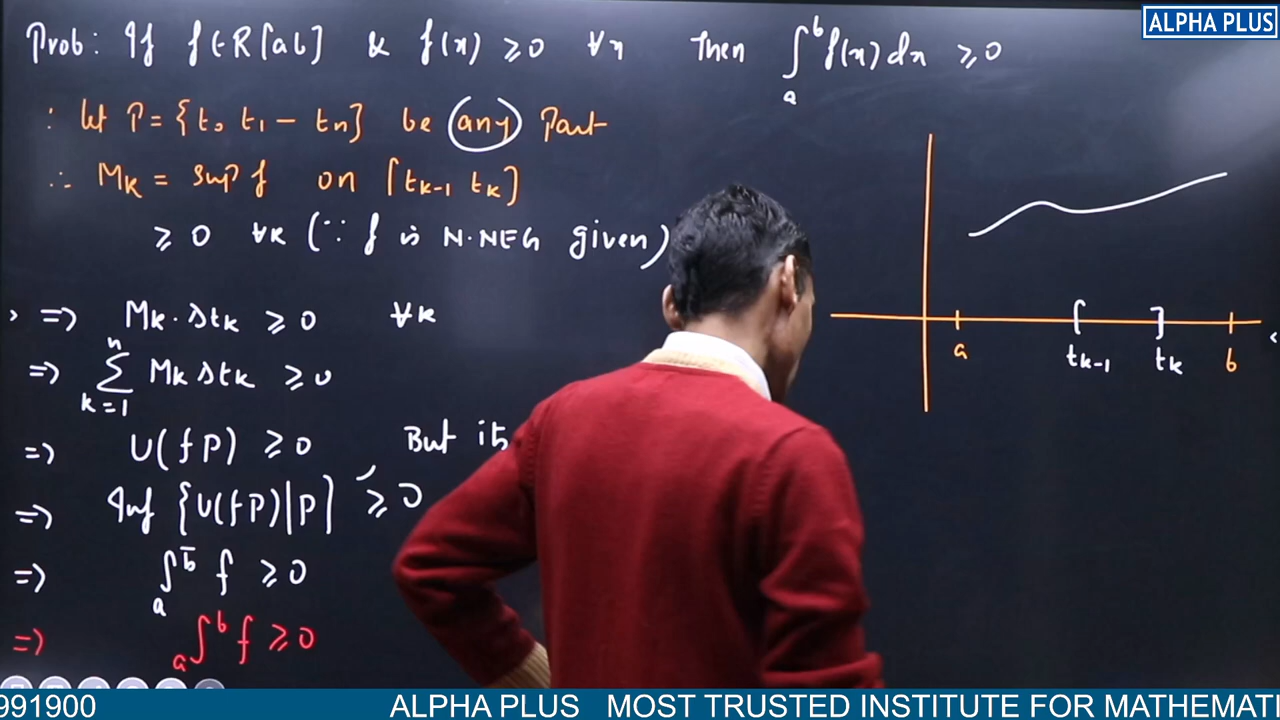 ALPHA PLUS
Prob: If f ∈ R[a b] & f(x) ≥ 0 ∀x Then ∫_a^b f(x) dx ≥ 0
∴ let P = {t₀ t₁ - tₙ} be any Part
∴ Mk = sup f on [tk-1 tk]
≥ 0 ∀k (∵ f is N.NEG given)
=> Mk. Δtk ≥ 0 ∀k
=> Σ_{k=1}^n Mk Δtk ≥ 0
=> U(f P) ≥ 0 But its
=> Inf {U(f P)|P} ≥ 0
=> ∫_a^b̄ f ≥ 0
=> ∫_a^b f ≥ 0
a tk-1 tk b
991900 ALPHA PLUS MOST TRUSTED INSTITUTE FOR MATHEMATI